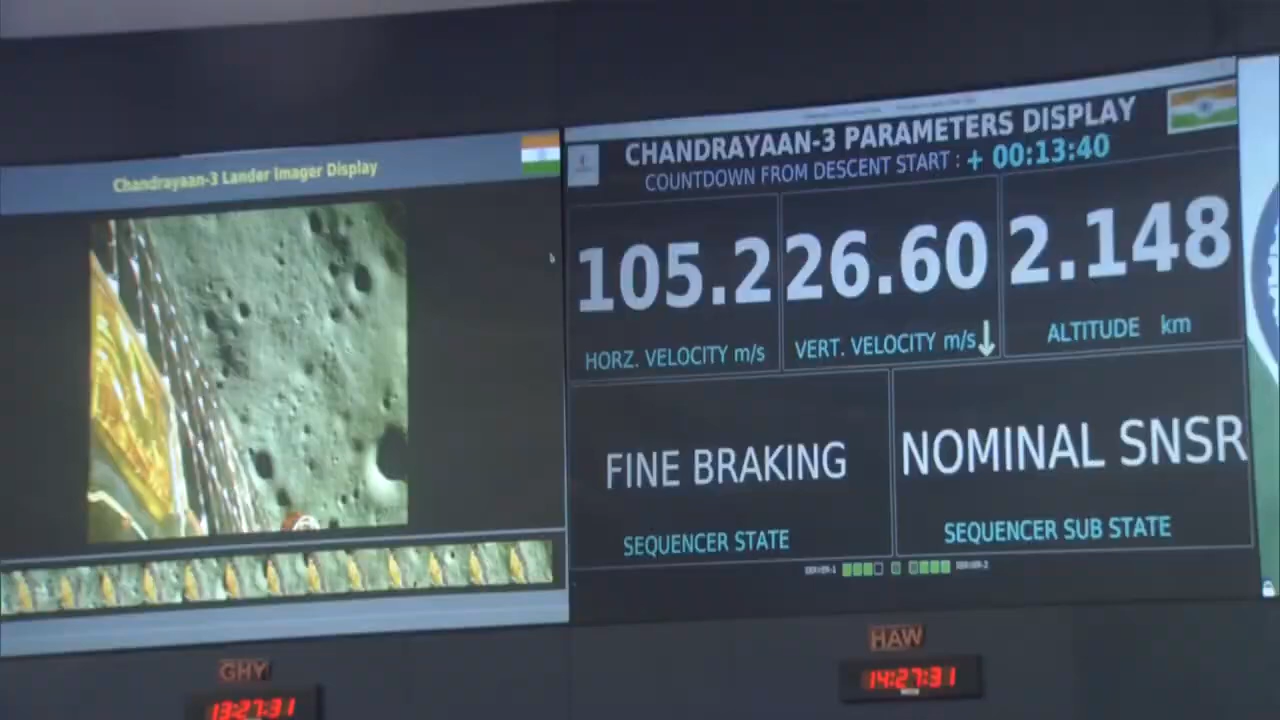 Chandrayaan-3 Lander Imager Display
CHANDRAYAAN-3 PARAMETERS DISPLAY
COUNTDOWN FROM DESCENT START : + 00:13:40
105.2
HORZ. VELOCITY m/s
26.60
VERT. VELOCITY m/s
2.148
ALTITUDE km
FINE BRAKING
SEQUENCER STATE
NOMINAL SNSR
SEQUENCER SUB STATE
GHY
13:27:31
HAW
14:27:31